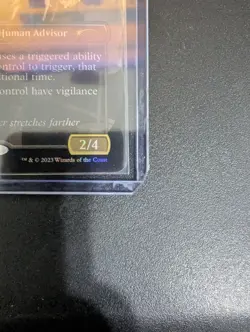 Human Advisor
ses a triggered ability
ontrol to trigger, that
tional time.
ontrol have vigilance
er stretches farther
2/4
™ & © 2023 Wizards of the Coast